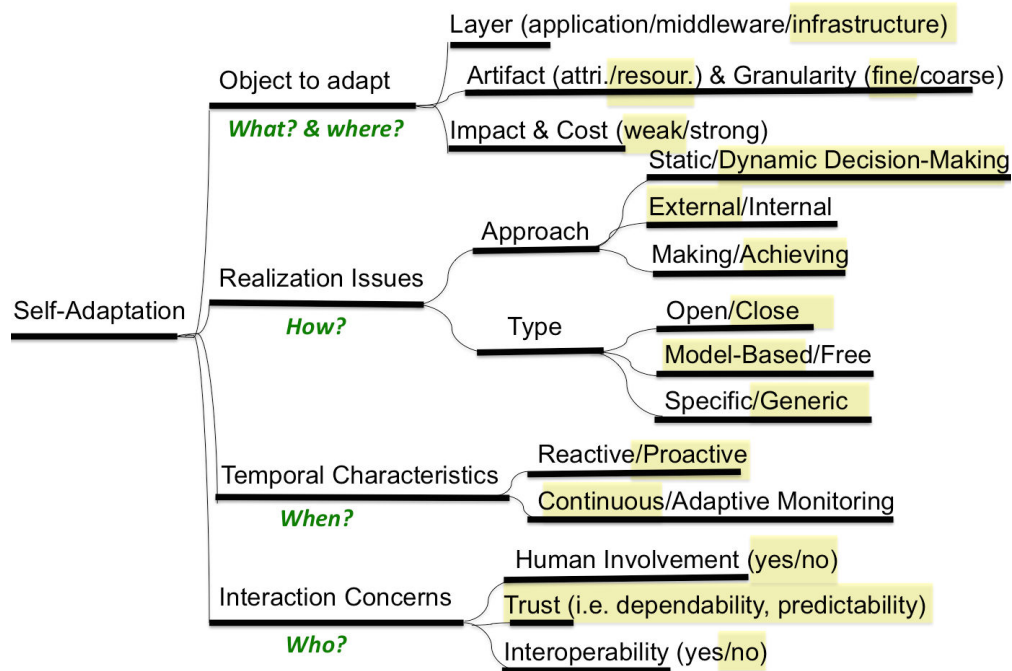 Layer (application/middleware/infrastructure)
Object to adapt
Artifact (attri./resour.) & Granularity (fine/coarse)
What? & where?
Impact & Cost (weak/strong)
Static/Dynamic Decision-Making
Approach
External/Internal
Making/Achieving
Realization Issues
Self-Adaptation
How?
Type
Open/Close
Model-Based/Free
Specific/Generic
Temporal Characteristics
Reactive/Proactive
When?
Continuous/Adaptive Monitoring
Human Involvement (yes/no)
Interaction Concerns
Trust (i.e. dependability, predictability)
Who?
Interoperability (yes/no)